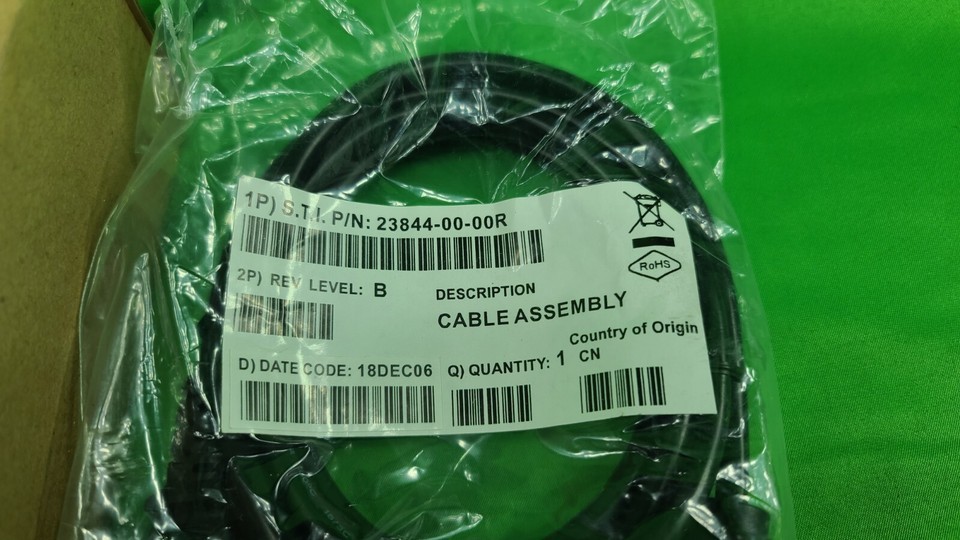 1P) S.T.I. P/N: 23844-00-00R
2P) REV LEVEL: B
DESCRIPTION
CABLE ASSEMBLY
RoHS
Country of Origin
CN
D) DATE CODE: 18DEC06
Q) QUANTITY: 1